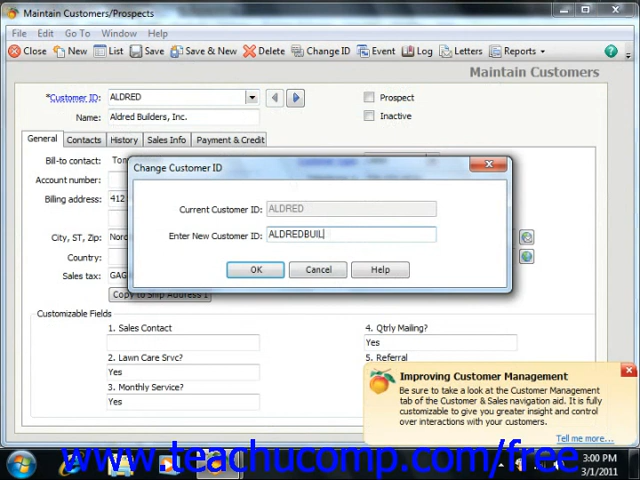 Maintain Customers/Prospects
File Edit Go To Window Help
Close New List Save Save & New Delete Change ID Event Log Letters Reports
Maintain Customers
*Customer ID: ALDRED
Prospect
Name: Aldred Builders, Inc.
Inactive
General Contacts History Sales Info Payment & Credit
Bill-to contact:
Account number:
Billing address: 412
City, ST, Zip:
Country:
Sales tax:
Copy to Ship Address 1
Change Customer ID
Current Customer ID: ALDRED
Enter New Customer ID: ALDREDBUIL
OK Cancel Help
Customizable Fields
1. Sales Contact
4. Qtrly Mailing?
Yes
2. Lawn Care Srvc?
5. Referral
Yes
3. Monthly Service?
Yes
Improving Customer Management
Be sure to take a look at the Customer Management
tab of the Customer & Sales navigation aid. It is fully
customizable to give you greater insight and control
over interactions with your customers.
Tell me more...
www.teachucomp.com/free
3:00 PM
3/1/2011